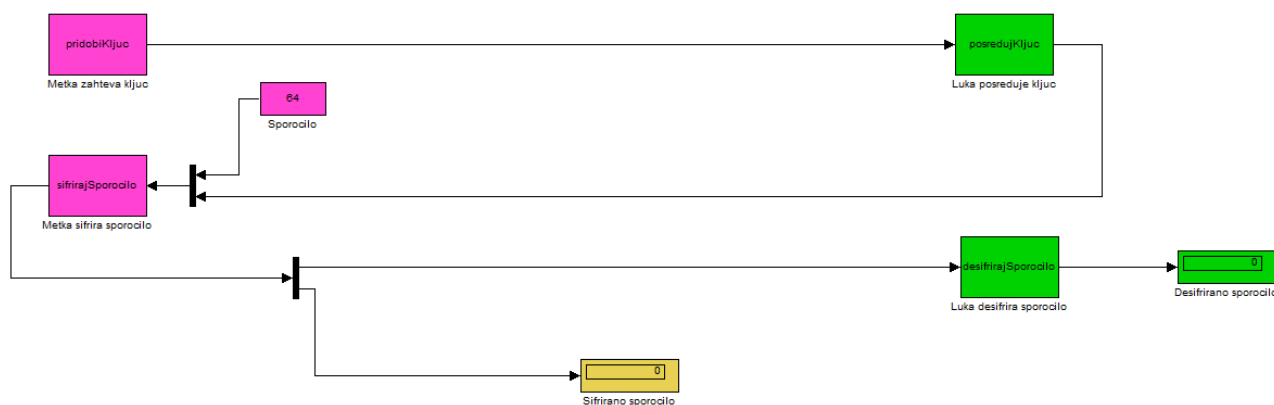 pridobiKljuc
Metka zahteva kljuc
posredujKljuc
Luka posreduje kljuc
64
Sporocilo
sifrirajSporocilo
Metka sifrira sporocilo
desifrirajSporocilo
Luka desifrira sporocilo
0
Desifrirano sporocilo
0
Sifrirano sporocilo